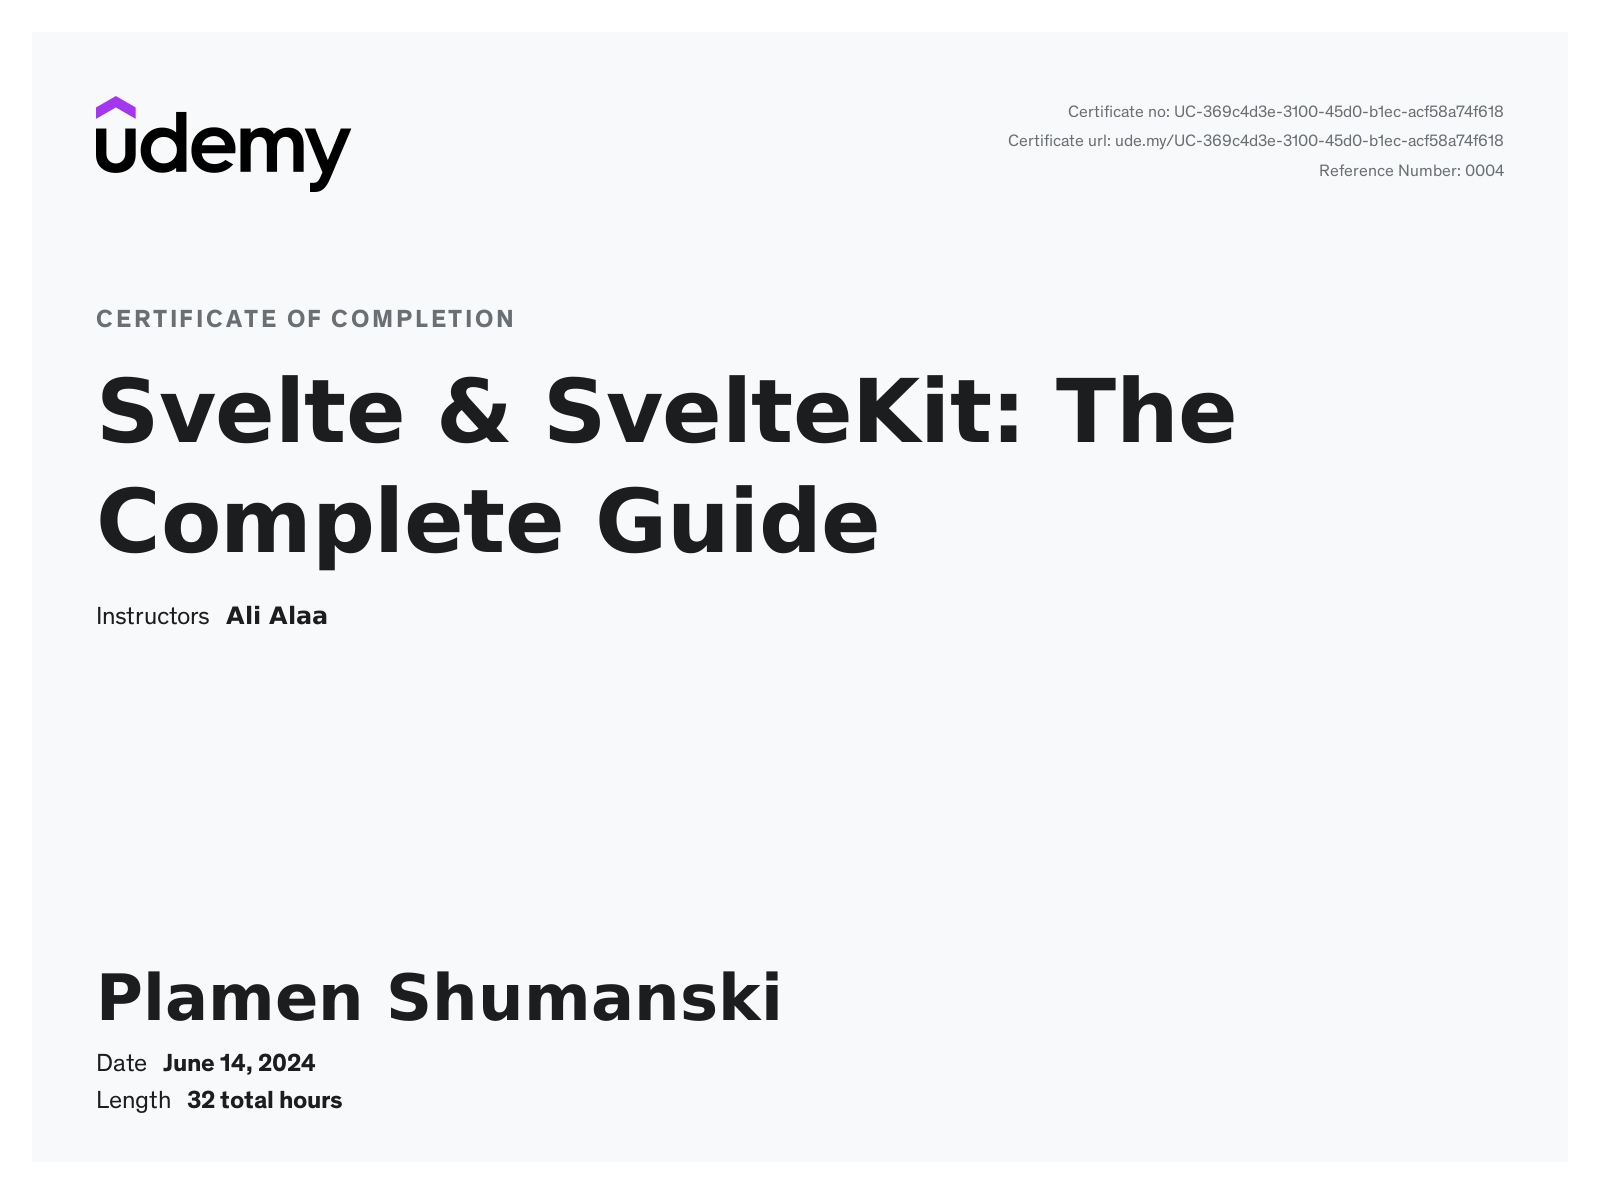 udemy
Certificate no: UC-369c4d3e-3100-45d0-b1ec-acf58a74f618
Certificate url: ude.my/UC-369c4d3e-3100-45d0-b1ec-acf58a74f618
Reference Number: 0004
CERTIFICATE OF COMPLETION
Svelte & SvelteKit: The
Complete Guide
Instructors Ali Alaa
Plamen Shumanski
Date June 14, 2024
Length 32 total hours